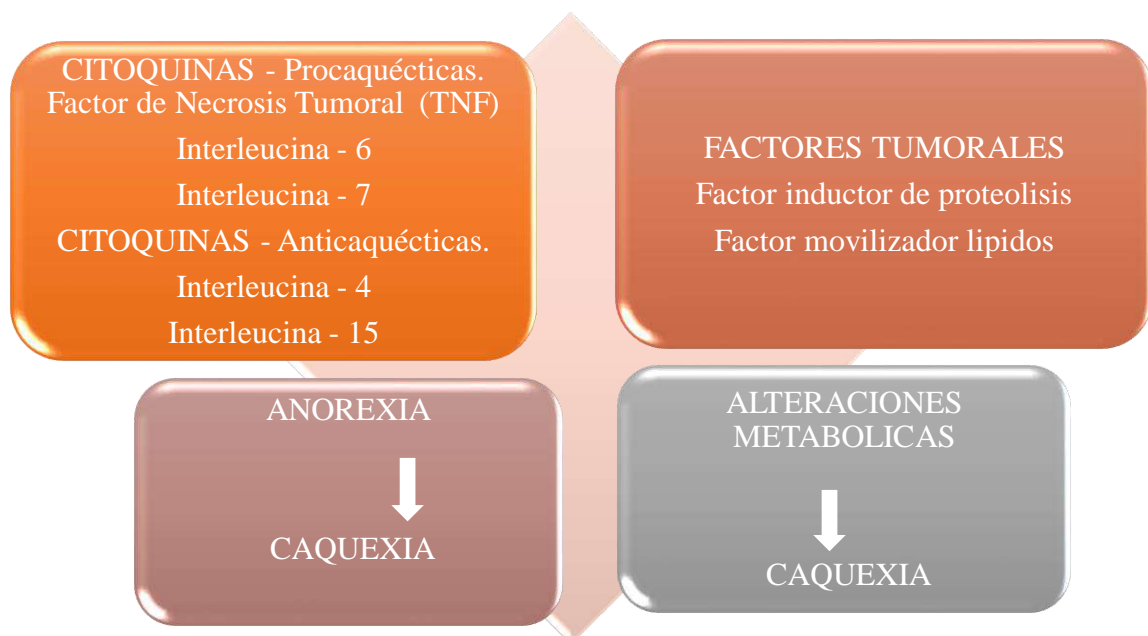 CITOQUINAS - Procaquécticas.
Factor de Necrosis Tumoral (TNF)
Interleucina - 6
Interleucina - 7
CITOQUINAS - Anticaquécticas.
Interleucina - 4
Interleucina - 15
FACTORES TUMORALES
Factor inductor de proteolisis
Factor movilizador lipidos
ANOREXIA
CAQUEXIA
ALTERACIONES
METABOLICAS
CAQUEXIA